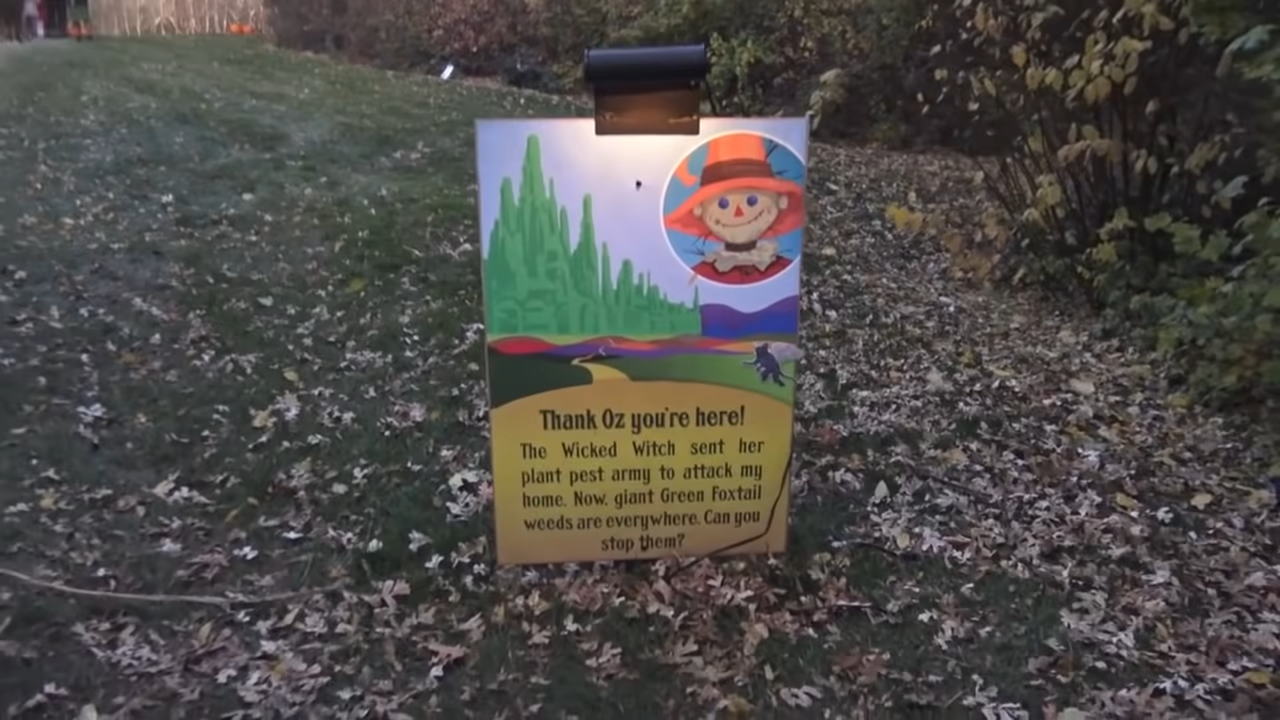 Thank Oz you're here!
The Wicked Witch sent her
plant pest army to attack my
home. Now, giant Green Foxtail
weeds are everywhere. Can you
stop them?